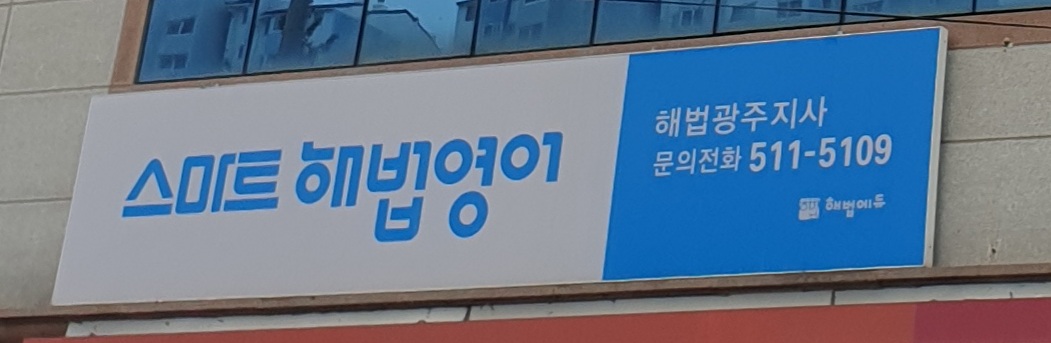 스마트 해법영어
해법광주지사
문의전화 511-5109
해법에듀